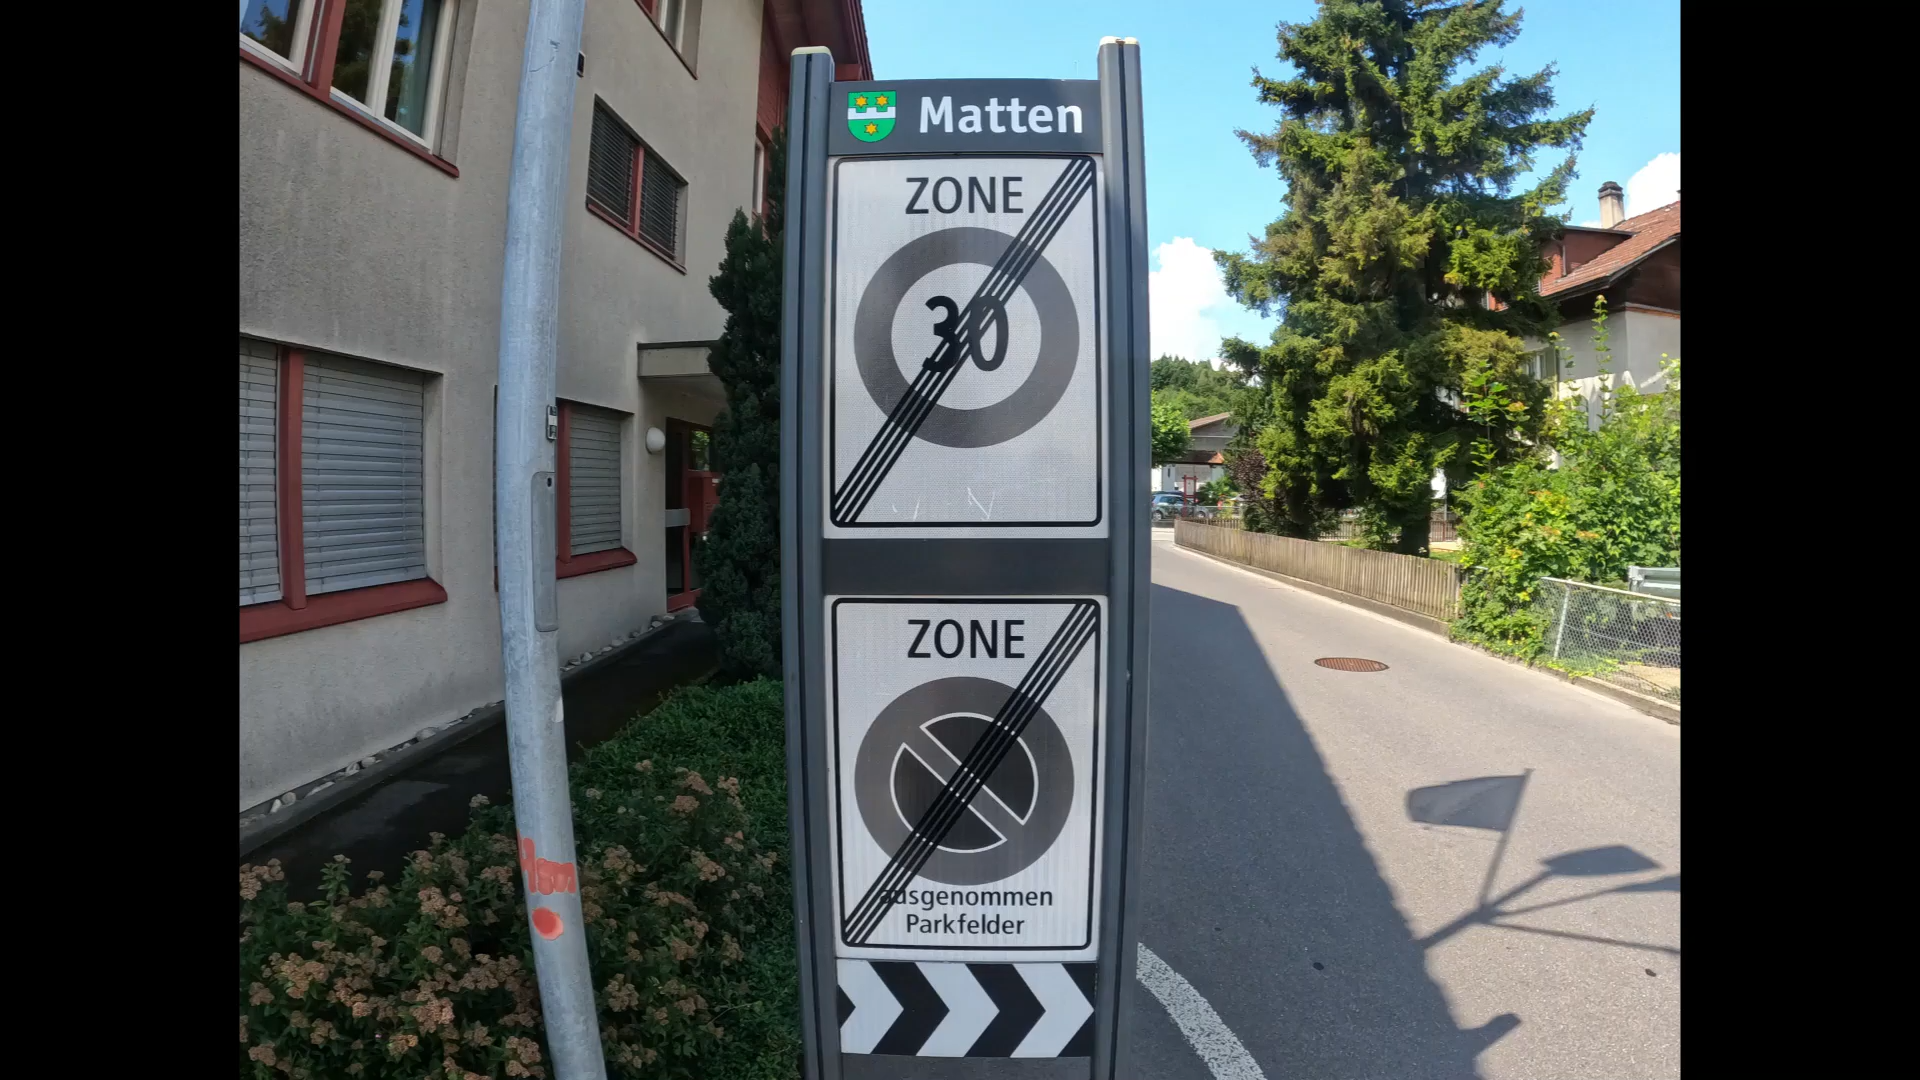 Matten
ZONE
30
ZONE
ausgenommen
Parkfelder